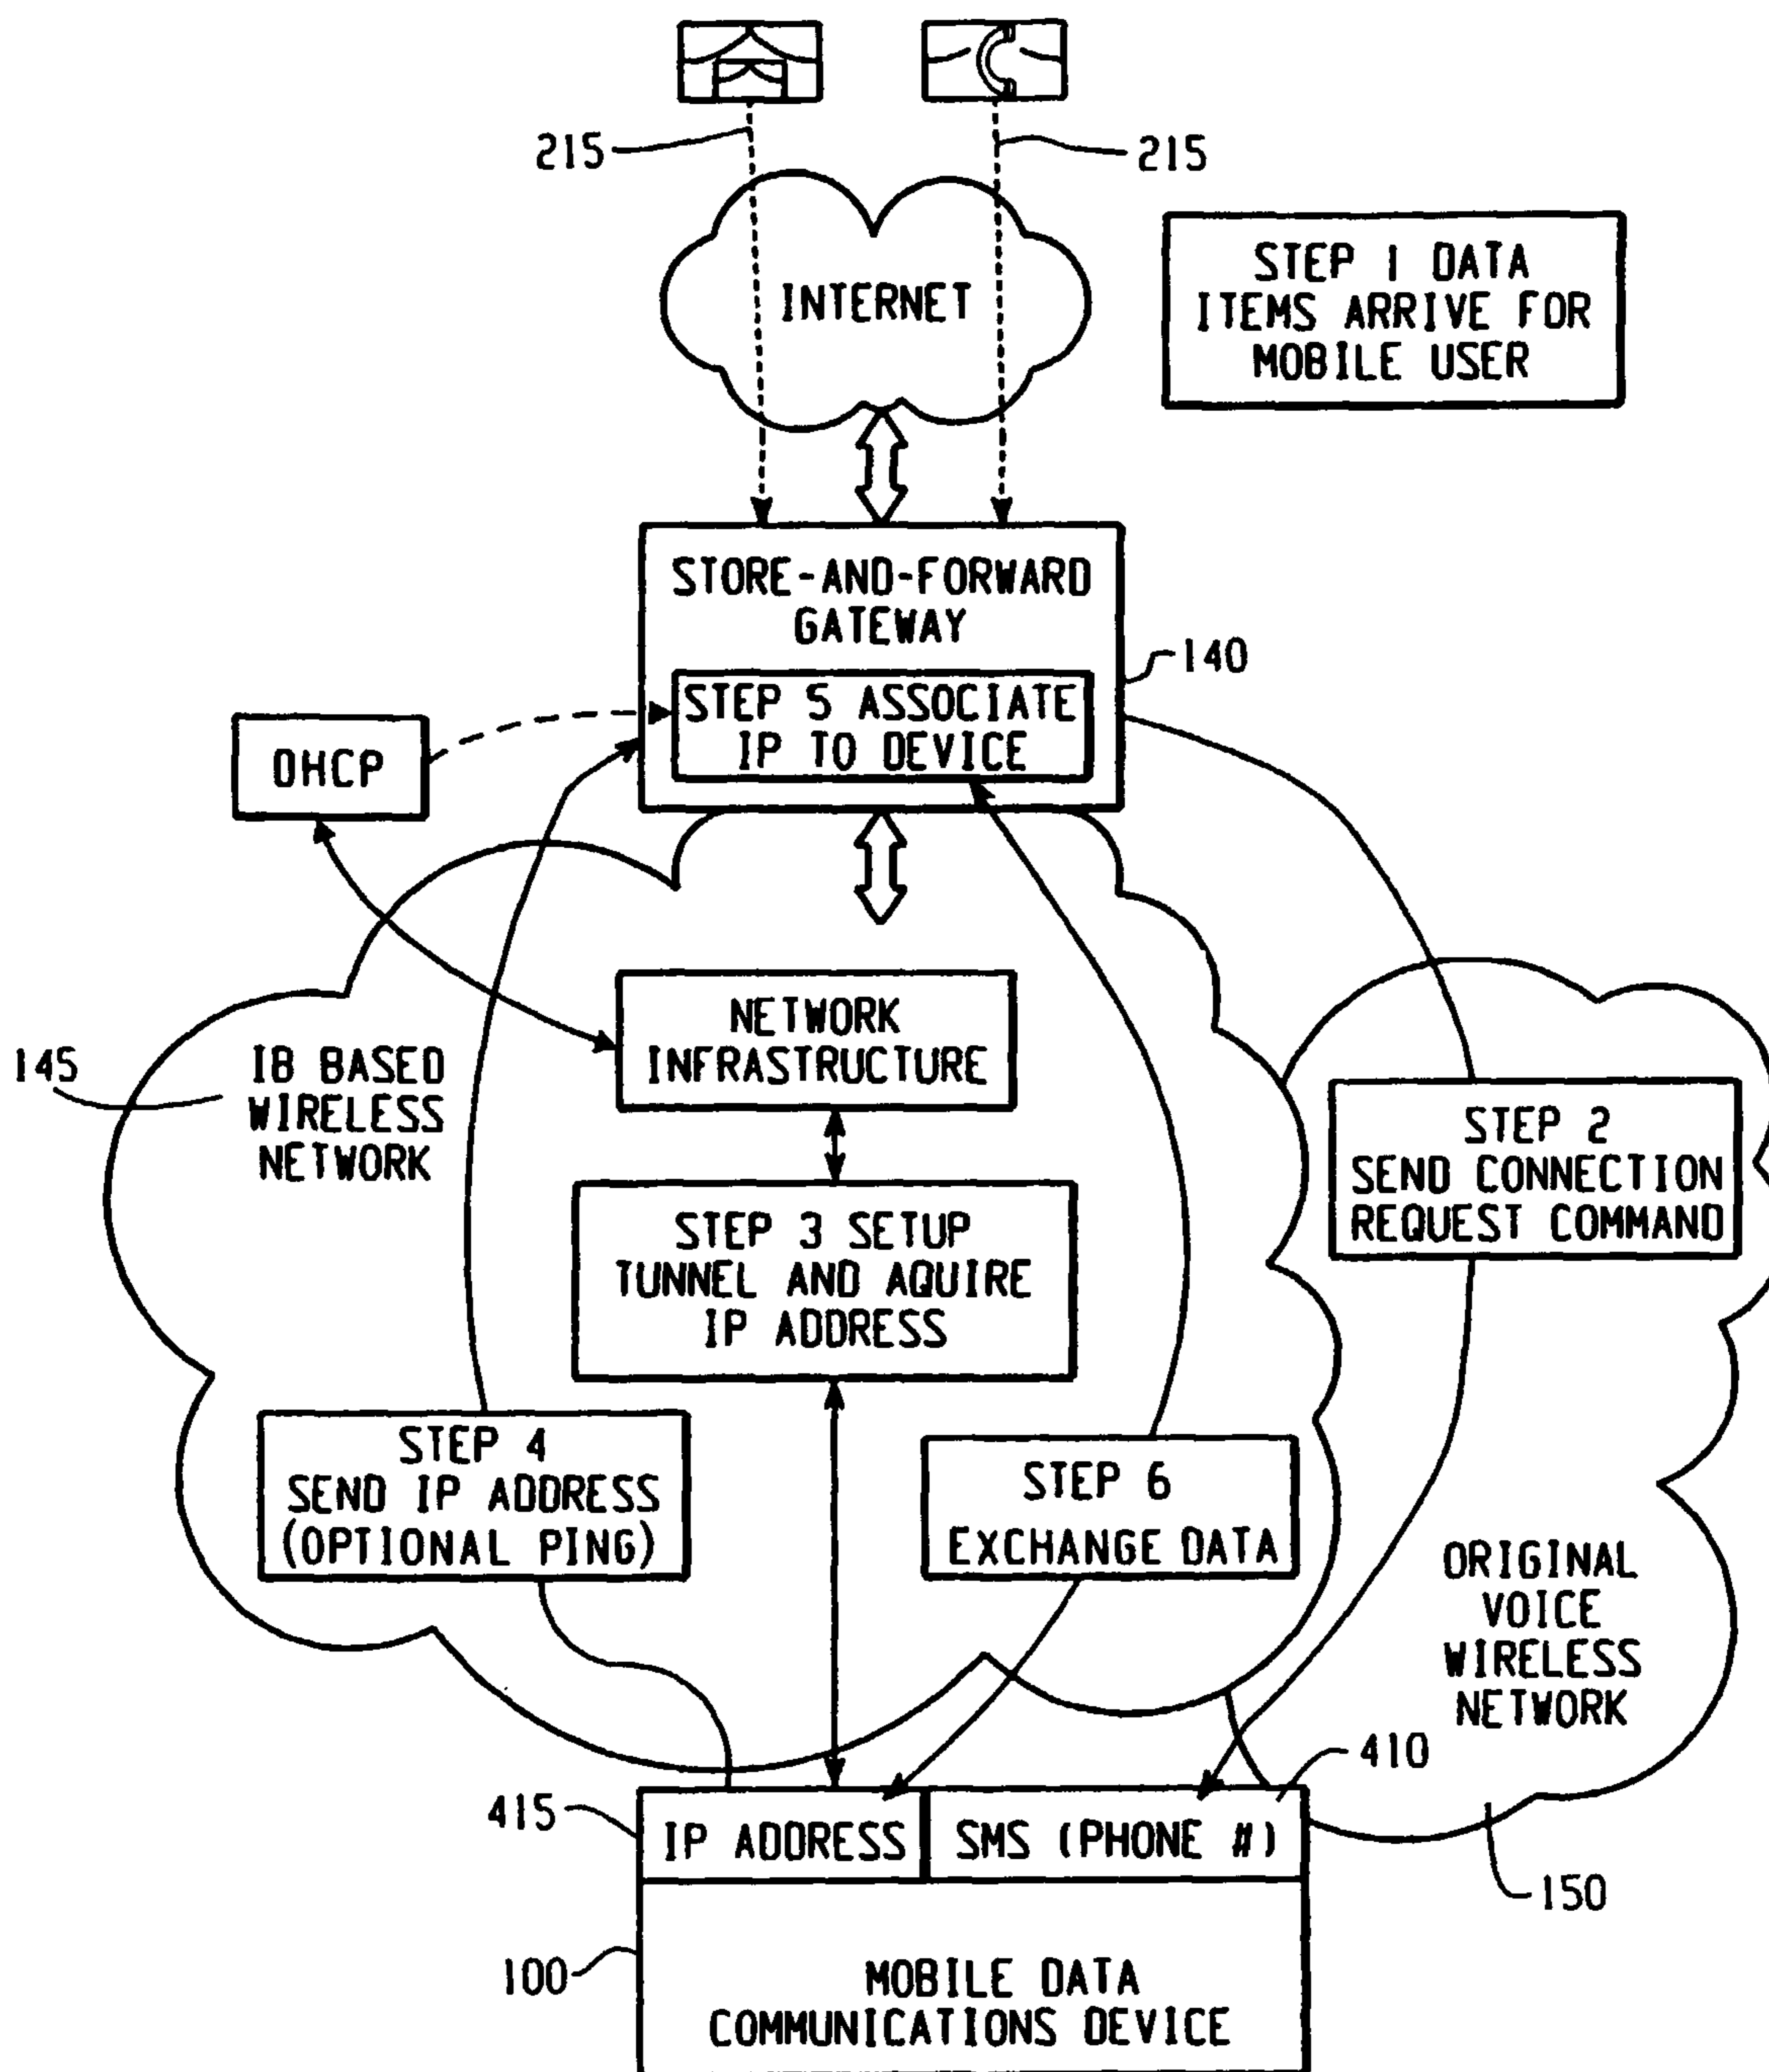 215
215
INTERNET
STEP 1 DATA
ITEMS ARRIVE FOR
MOBILE USER
STORE-AND-FORWARD
GATEWAY
140
STEP 5 ASSOCIATE
IP TO DEVICE
DHCP
NETWORK
INFRASTRUCTURE
145
IB BASED
WIRELESS
NETWORK
STEP 2
SEND CONNECTION
REQUEST COMMAND
STEP 3 SETUP
TUNNEL AND AQUIRE
IP ADDRESS
STEP 4
SEND IP ADDRESS
(OPTIONAL PING)
STEP 6
EXCHANGE DATA
ORIGINAL
VOICE
WIRELESS
NETWORK
410
415
IP ADDRESS
SMS (PHONE #)
150
100
MOBILE DATA
COMMUNICATIONS DEVICE